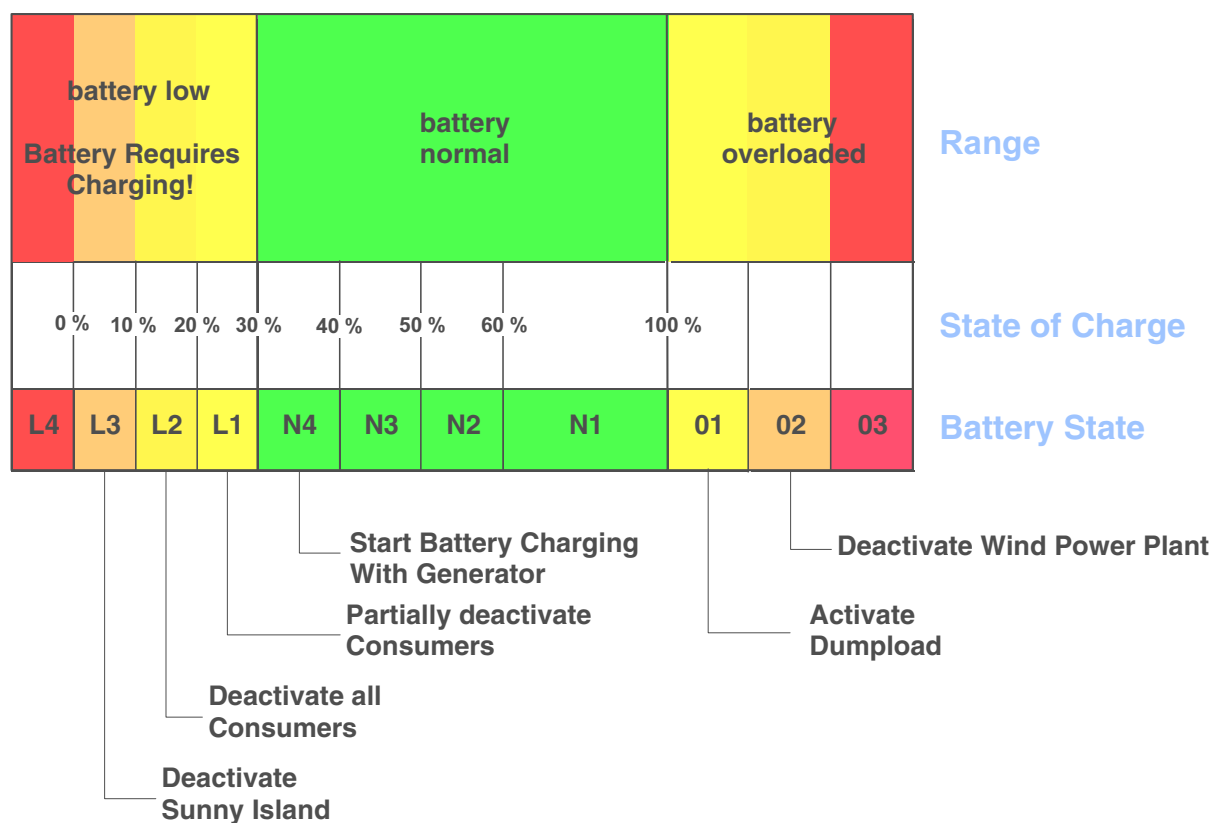 battery low
Battery Requires
Charging!
battery
normal
battery
overloaded
Range
0 % 10 % 20 % 30 % 40 % 50 % 60 % 100 %
State of Charge
L4 L3 L2 L1 N4 N3 N2 N1 01 02 03
Battery State
Start Battery Charging
With Generator
Deactivate Wind Power Plant
Partially deactivate
Consumers
Activate
Dumpload
Deactivate all
Consumers
Deactivate
Sunny Island